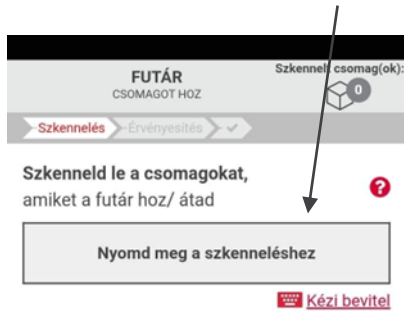 FUTÁR
CSOMAGOT HOZ
Szkennelt csomag(ok):
0
Szkennelés
Érvényesítés
Szkenneld le a csomagokat,
amiket a futár hoz/ átad
?
Nyomd meg a szkenneléshez
Kézi bevitel